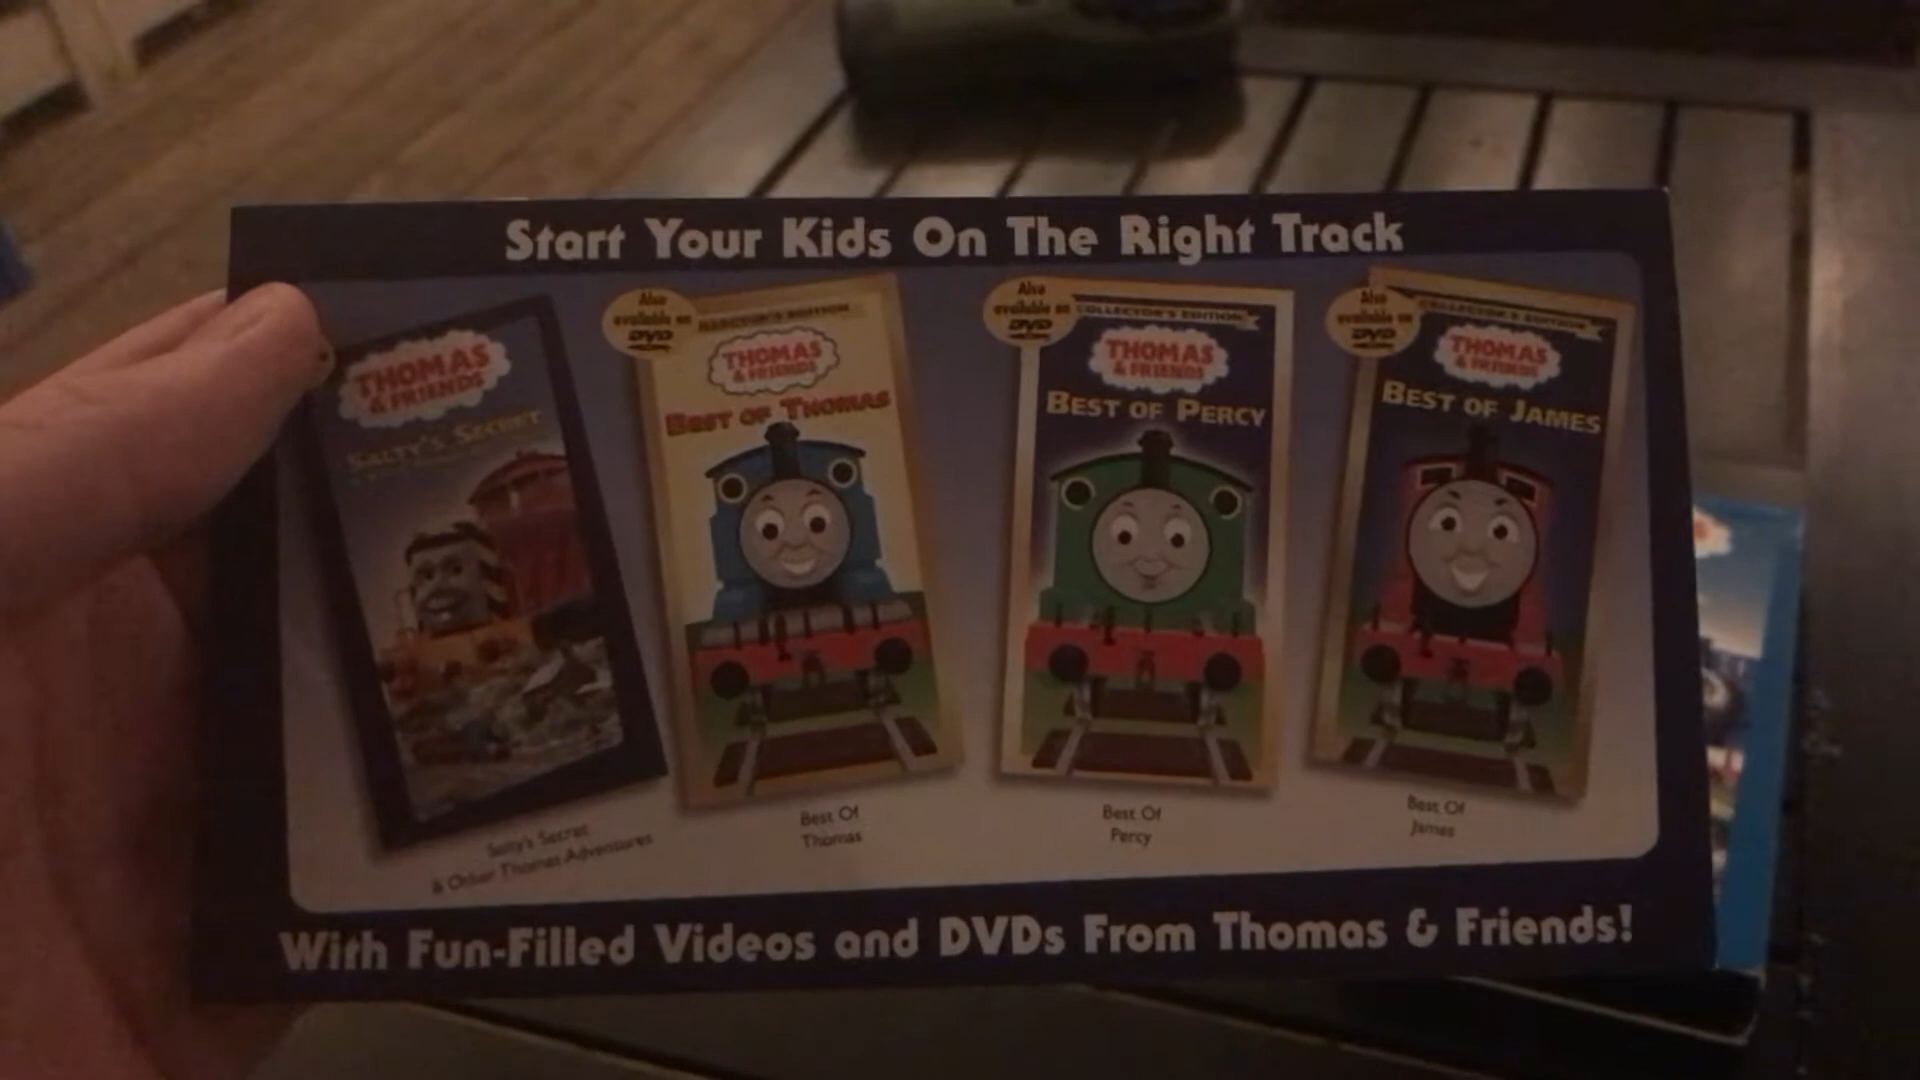 Start Your Kids On The Right Track
THOMAS
& FRIENDS
SALTY'S SECRET
Also
available on
DVD
COLLECTOR'S EDITION
THOMAS
& FRIENDS
BEST OF THOMAS
Also
available on
DVD
COLLECTOR'S EDITION
THOMAS
& FRIENDS
BEST OF PERCY
Also
available on
DVD
COLLECTOR'S EDITION
THOMAS
& FRIENDS
BEST OF JAMES
Salty's Secret
& Other Thomas Adventures
Best Of
Thomas
Best Of
Percy
Best Of
James
With Fun-Filled Videos and DVDs From Thomas & Friends!